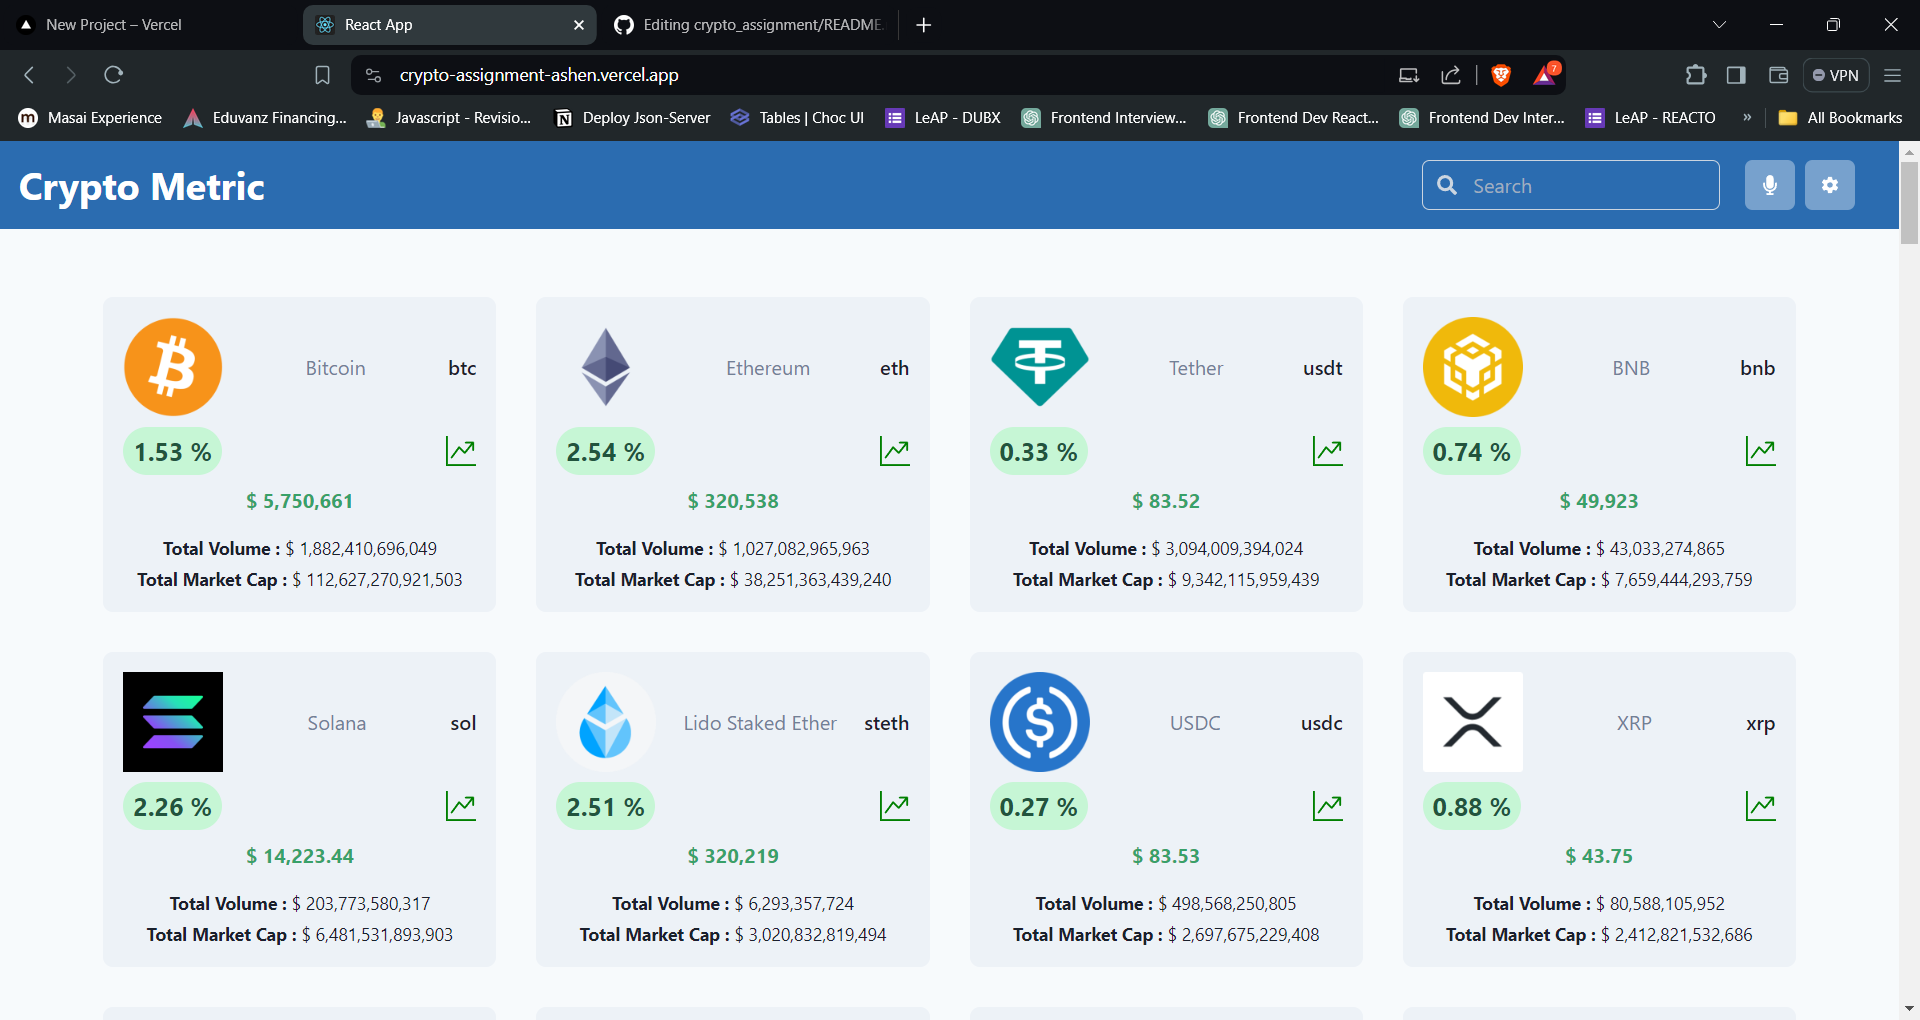 New Project – Vercel
React App
Editing crypto_assignment/README.
crypto-assignment-ashen.vercel.app
7
VPN
Masai Experience
Eduvanz Financing...
Javascript - Revisio...
Deploy Json-Server
Tables | Choc UI
LeAP - DUBX
Frontend Interview...
Frontend Dev React...
Frontend Dev Inter...
LeAP - REACTO
»
All Bookmarks
Crypto Metric
Search
Bitcoin btc
1.53 %
$ 5,750,661
Total Volume : $ 1,882,410,696,049
Total Market Cap : $ 112,627,270,921,503
Ethereum eth
2.54 %
$ 320,538
Total Volume : $ 1,027,082,965,963
Total Market Cap : $ 38,251,363,439,240
Tether usdt
0.33 %
$ 83.52
Total Volume : $ 3,094,009,394,024
Total Market Cap : $ 9,342,115,959,439
BNB bnb
0.74 %
$ 49,923
Total Volume : $ 43,033,274,865
Total Market Cap : $ 7,659,444,293,759
Solana sol
2.26 %
$ 14,223.44
Total Volume : $ 203,773,580,317
Total Market Cap : $ 6,481,531,893,903
Lido Staked Ether steth
2.51 %
$ 320,219
Total Volume : $ 6,293,357,724
Total Market Cap : $ 3,020,832,819,494
USDC usdc
0.27 %
$ 83.53
Total Volume : $ 498,568,250,805
Total Market Cap : $ 2,697,675,229,408
XRP xrp
0.88 %
$ 43.75
Total Volume : $ 80,588,105,952
Total Market Cap : $ 2,412,821,532,686